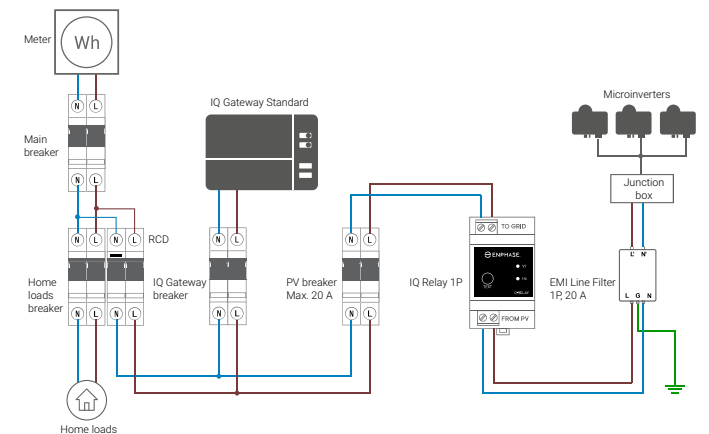 Meter
Wh
IQ Gateway Standard
Microinverters
N L
Main
breaker
N L
Junction
box
TO GRID
N L N L
RCD
N L
N L
ENPHASE.
L' N'
Home
loads
breaker
IQ Gateway
breaker
PV breaker
Max. 20 A
IQ Relay 1P
EMI Line Filter
1P, 20 A
L G N
N L N L
N L
N L
FROM PV
Home loads